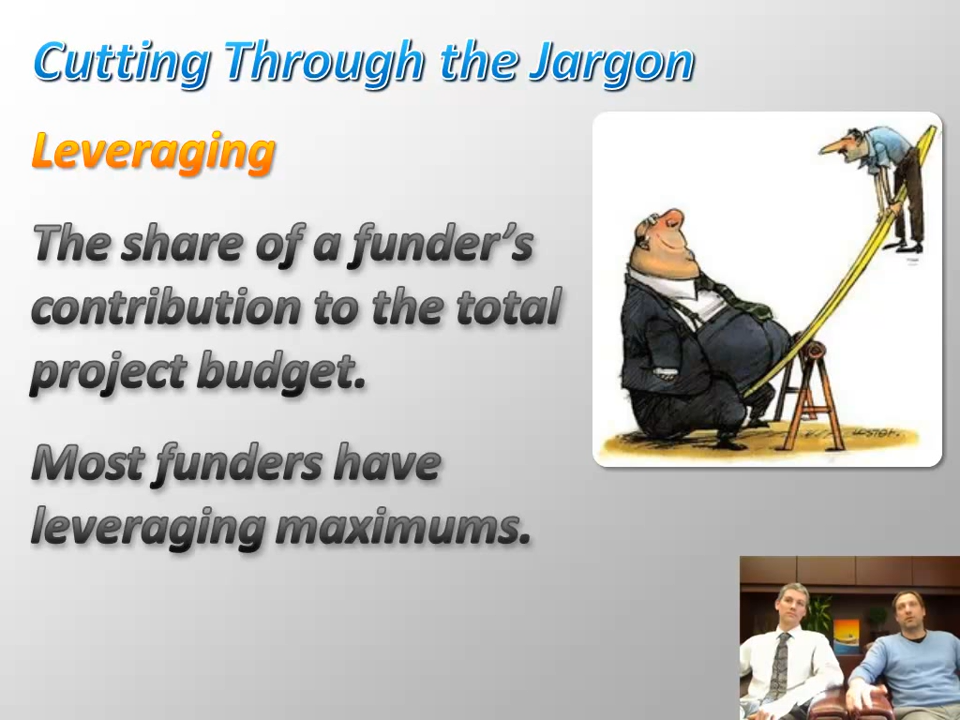 Cutting Through the Jargon
Leveraging
The share of a funder’s
contribution to the total
project budget.
Most funders have
leveraging maximums.